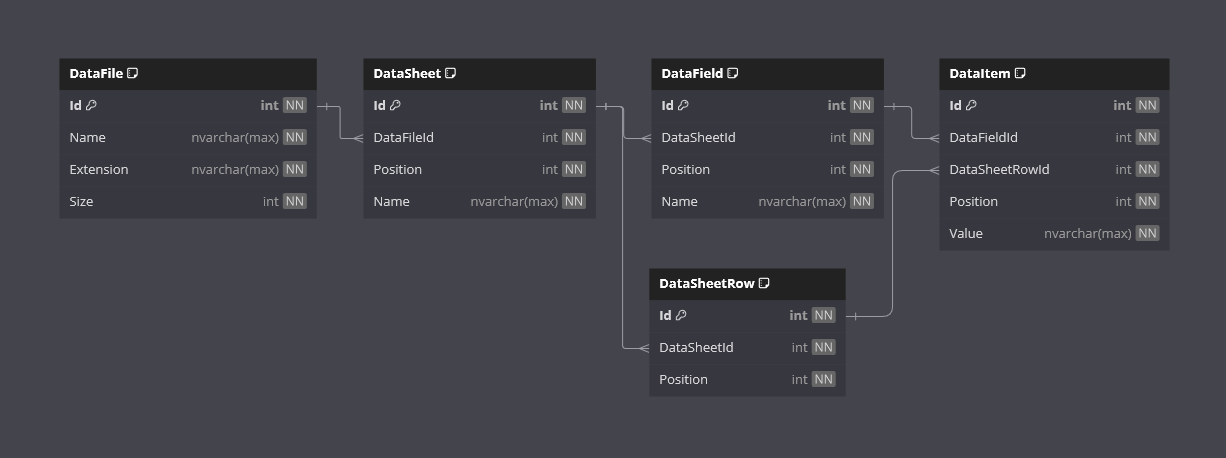 DataFile
Id int NN
Name nvarchar(max) NN
Extension nvarchar(max) NN
Size int NN
DataSheet
Id int NN
DataFileId int NN
Position int NN
Name nvarchar(max) NN
DataField
Id int NN
DataSheetId int NN
Position int NN
Name nvarchar(max) NN
DataItem
Id int NN
DataFieldId int NN
DataSheetRowId int NN
Position int NN
Value nvarchar(max) NN
DataSheetRow
Id int NN
DataSheetId int NN
Position int NN